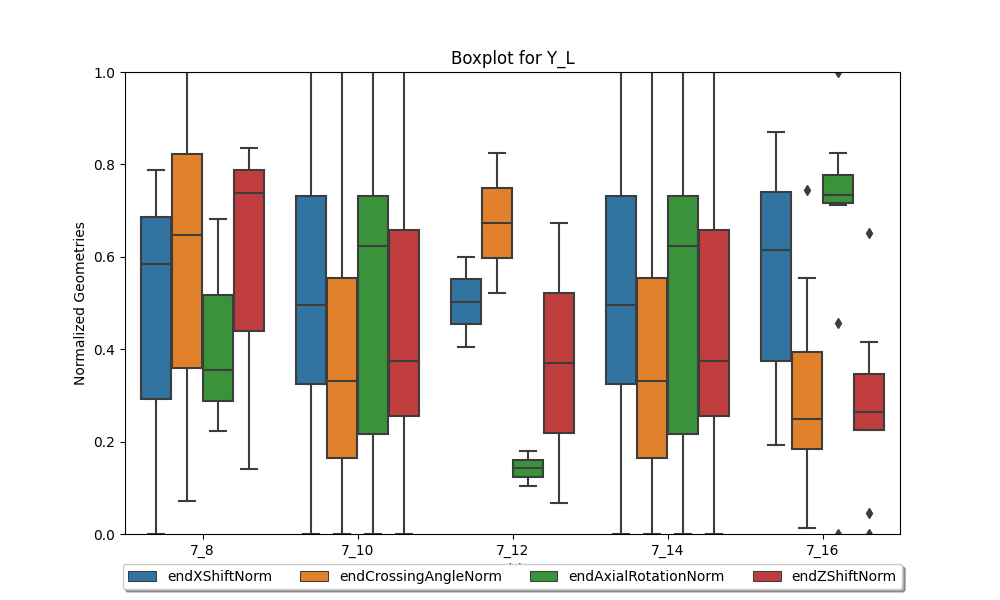 Boxplot for Y_L
Normalized Geometries
1.0
0.8
0.6
0.4
0.2
0.0
7_8 7_10 7_12 7_14 7_16
endXShiftNorm endCrossingAngleNorm endAxialRotationNorm endZShiftNorm